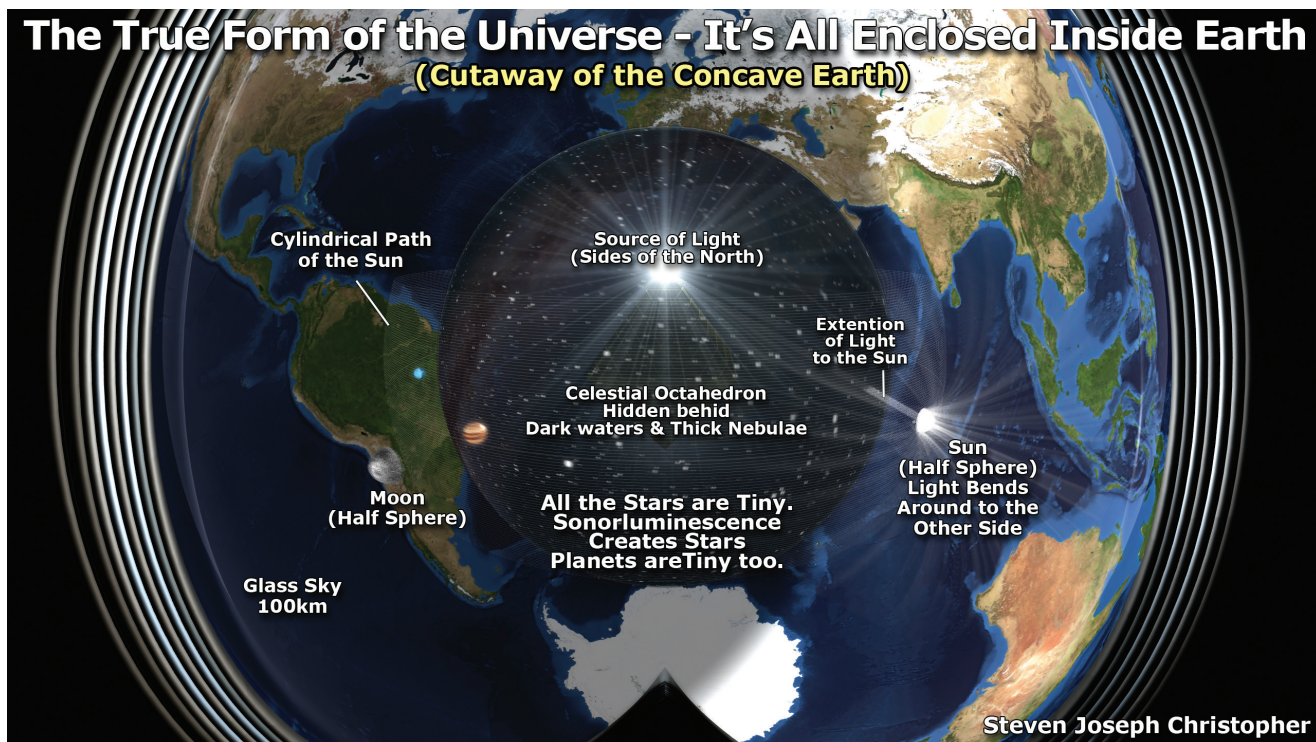 The True Form of the Universe - It's All Enclosed Inside Earth
(Cutaway of the Concave Earth)
Cylindrical Path
of the Sun
Source of Light
(Sides of the North)
Extention
of Light
to the Sun
Celestial Octahedron
Hidden behid
Dark waters & Thick Nebulae
Sun
(Half Sphere)
Light Bends
Around to the
Other Side
Moon
(Half Sphere)
All the Stars are Tiny.
Sonorluminescence
Creates Stars
Planets areTiny too.
Glass Sky
100km
Steven Joseph Christopher